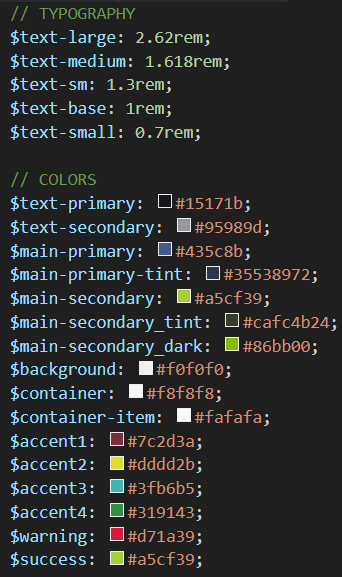 // TYPOGRAPHY
$text-large: 2.62rem;
$text-medium: 1.618rem;
$text-sm: 1.3rem;
$text-base: 1rem;
$text-small: 0.7rem;
// COLORS
$text-primary: #15171b;
$text-secondary: #95989d;
$main-primary: #435c8b;
$main-primary-tint: #35538972;
$main-secondary: #a5cf39;
$main-secondary_tint: #cafc4b24;
$main-secondary_dark: #86bb00;
$background: #f0f0f0;
$container: #f8f8f8;
$container-item: #fafafa;
$accent1: #7c2d3a;
$accent2: #dddd2b;
$accent3: #3fb6b5;
$accent4: #319143;
$warning: #d71a39;
$success: #a5cf39;